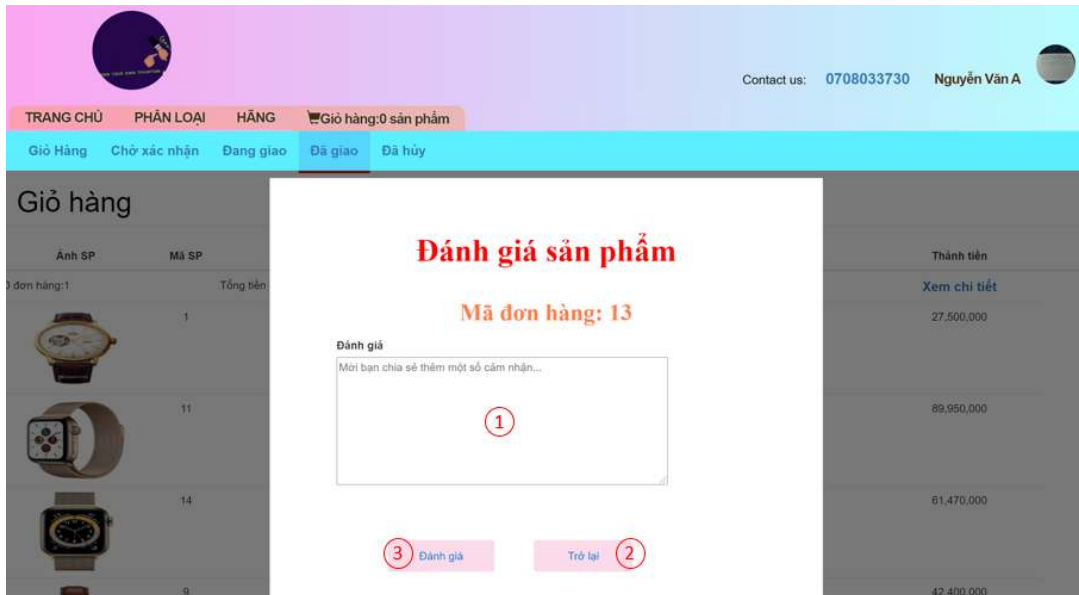 Contact us: 0708033730 Nguyễn Văn A
TRANG CHỦ PHÂN LOẠI HÃNG Giỏ hàng:0 sản phẩm
Giỏ Hàng Chờ xác nhận Đang giao Đã giao Đã hủy
Giỏ hàng
Đánh giá sản phẩm
Ảnh SP Mã SP Thành tiền
đơn hàng:1 Tổng tiền Xem chi tiết
Mã đơn hàng: 13
1 27,500,000
Đánh giá
Mời bạn chia sẻ thêm một số cảm nhận...
11 89,950,000
1
14 61,470,000
3 Đánh giá Trở lại 2
9 42,400,000